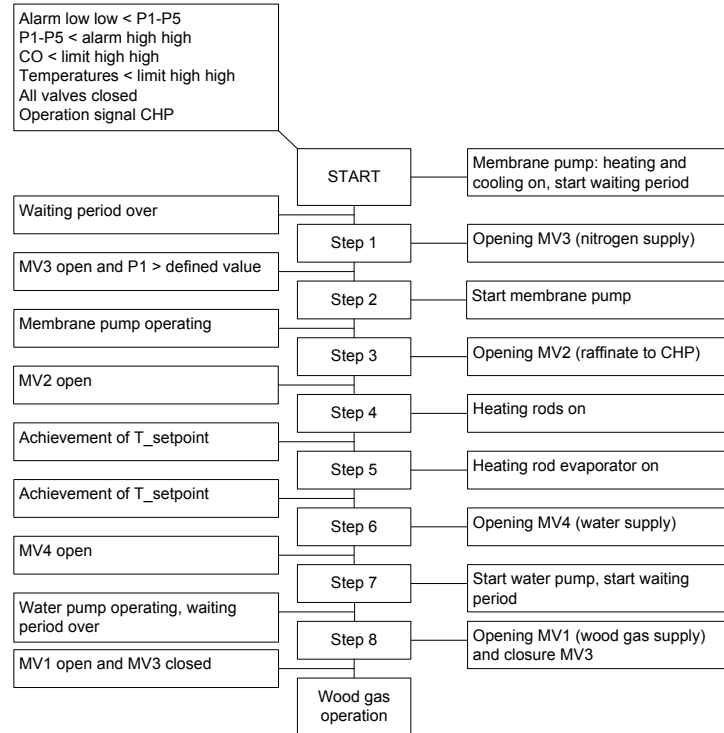 Alarm low low < P1-P5
P1-P5 < alarm high high
CO < limit high high
Temperatures < limit high high
All valves closed
Operation signal CHP
START
Membrane pump: heating and
cooling on, start waiting period
Waiting period over
Step 1
Opening MV3 (nitrogen supply)
MV3 open and P1 > defined value
Step 2
Start membrane pump
Membrane pump operating
Step 3
Opening MV2 (raffinate to CHP)
MV2 open
Step 4
Heating rods on
Achievement of T_setpoint
Step 5
Heating rod evaporator on
Achievement of T_setpoint
Step 6
Opening MV4 (water supply)
MV4 open
Step 7
Start water pump, start waiting
period
Water pump operating, waiting
period over
Step 8
Opening MV1 (wood gas supply)
and closure MV3
MV1 open and MV3 closed
Wood gas
operation